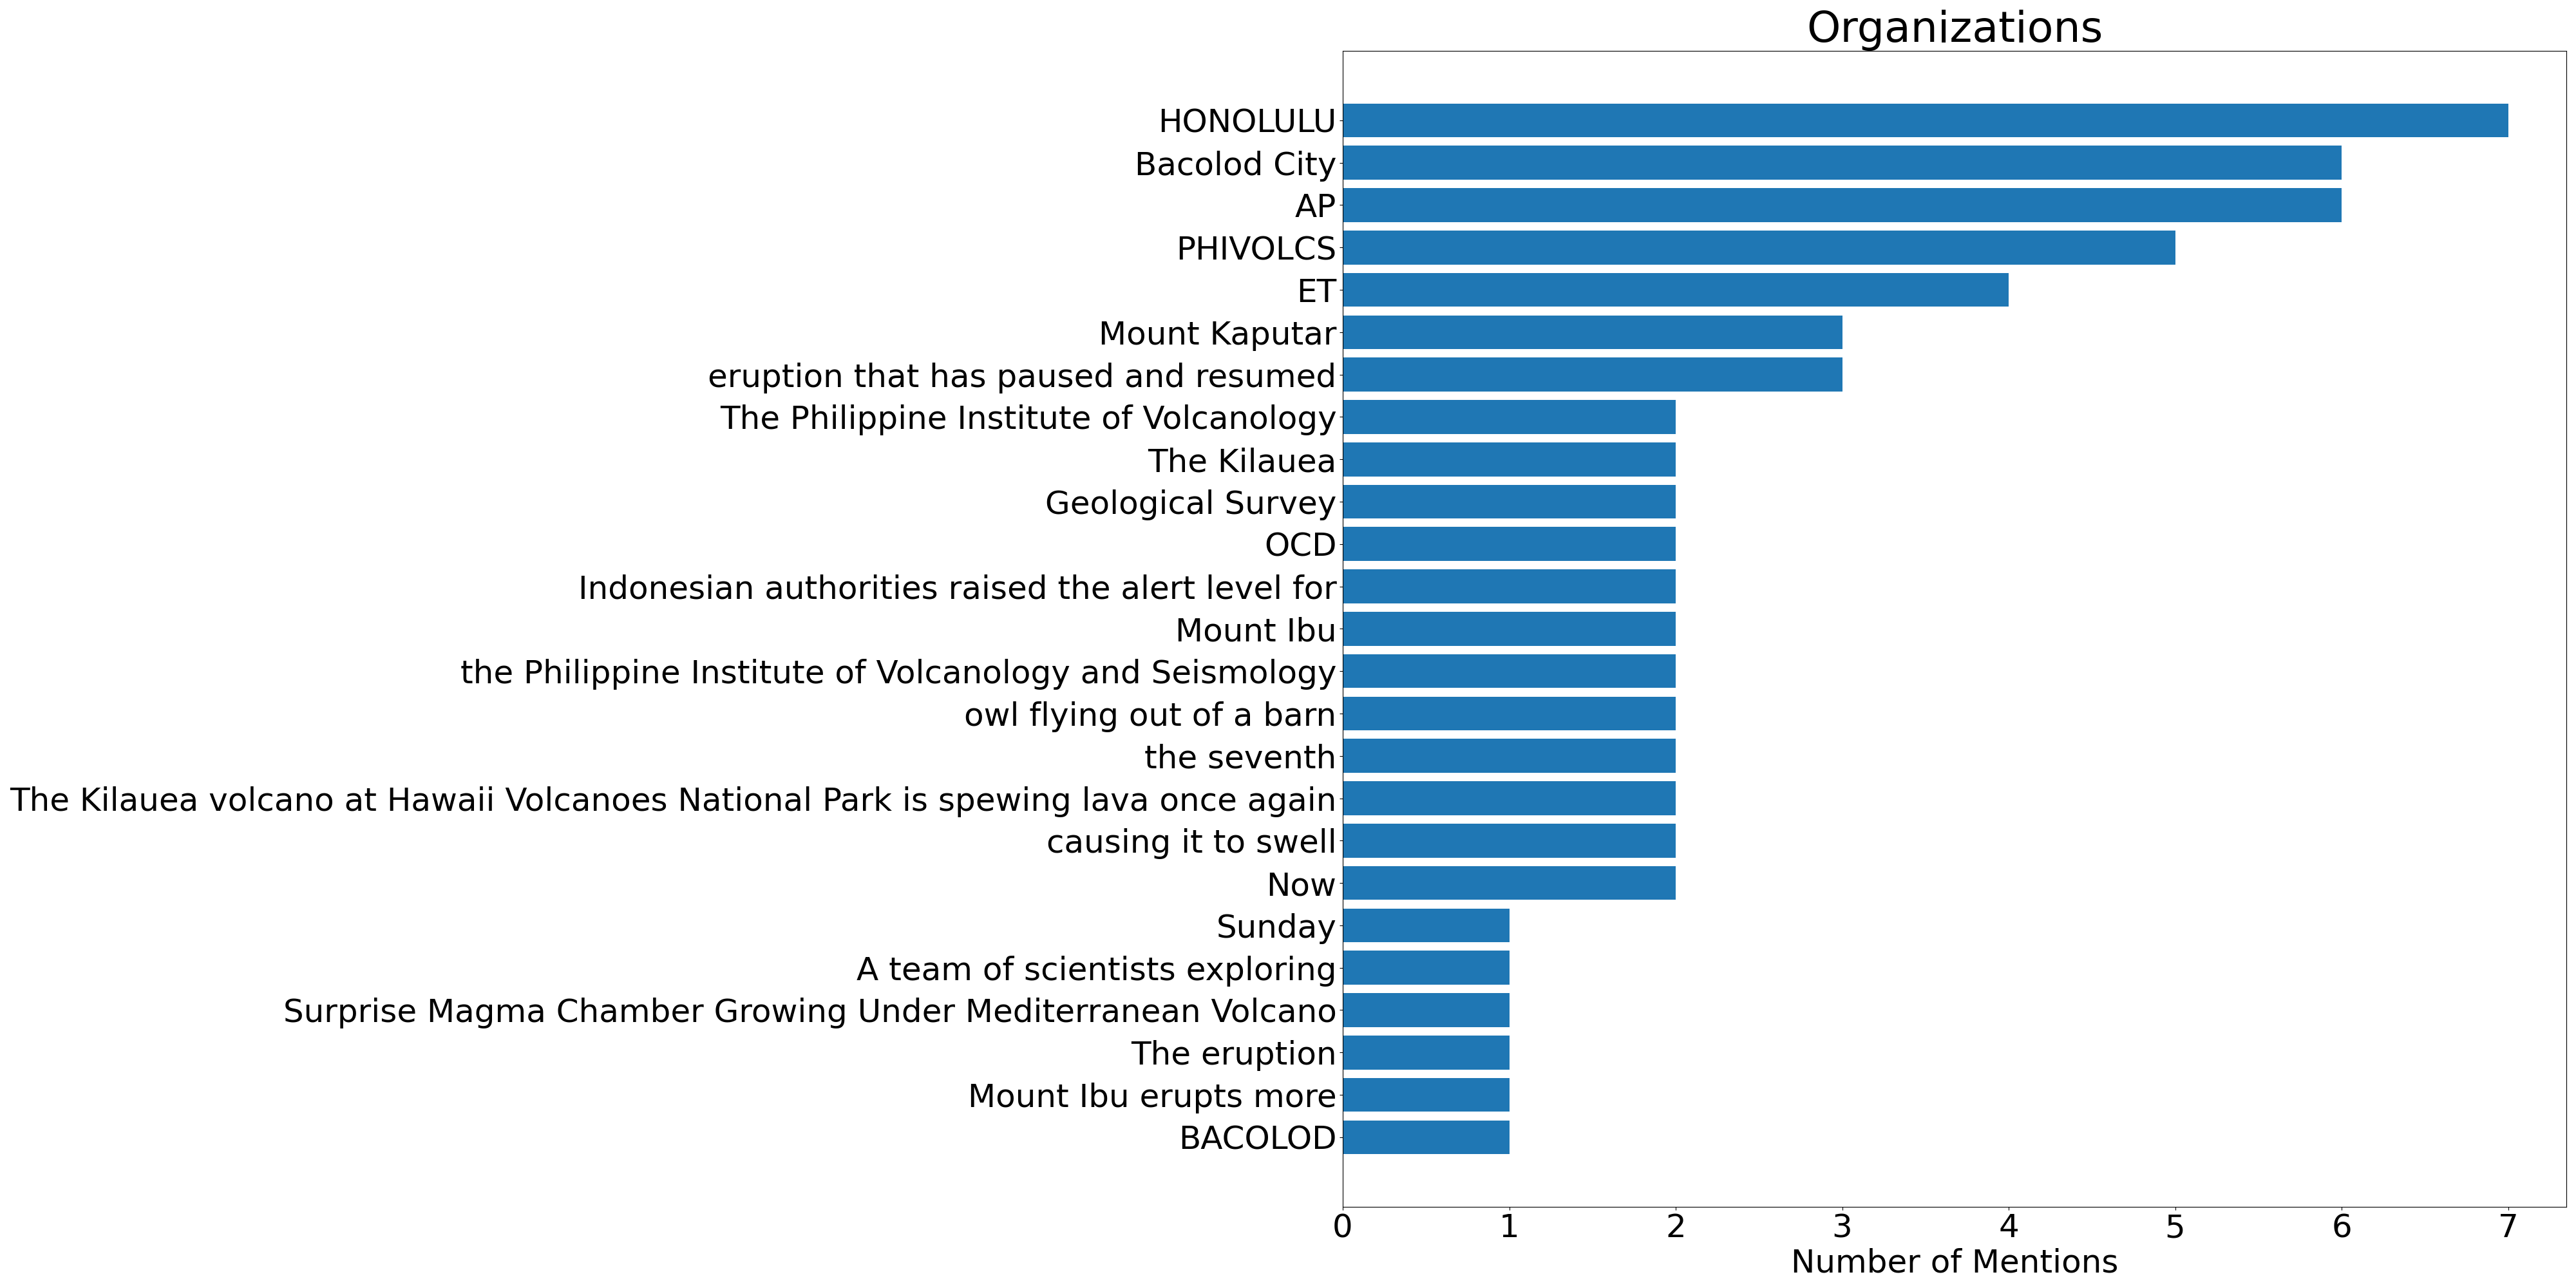 Organizations
HONOLULU
Bacolod City
AP
PHIVOLCS
ET
Mount Kaputar
eruption that has paused and resumed
The Philippine Institute of Volcanology
The Kilauea
Geological Survey
OCD
Indonesian authorities raised the alert level for
Mount Ibu
the Philippine Institute of Volcanology and Seismology
owl flying out of a barn
the seventh
The Kilauea volcano at Hawaii Volcanoes National Park is spewing lava once again
causing it to swell
Now
Sunday
A team of scientists exploring
Surprise Magma Chamber Growing Under Mediterranean Volcano
The eruption
Mount Ibu erupts more
BACOLOD
0 1 2 3 4 5 6 7
Number of Mentions